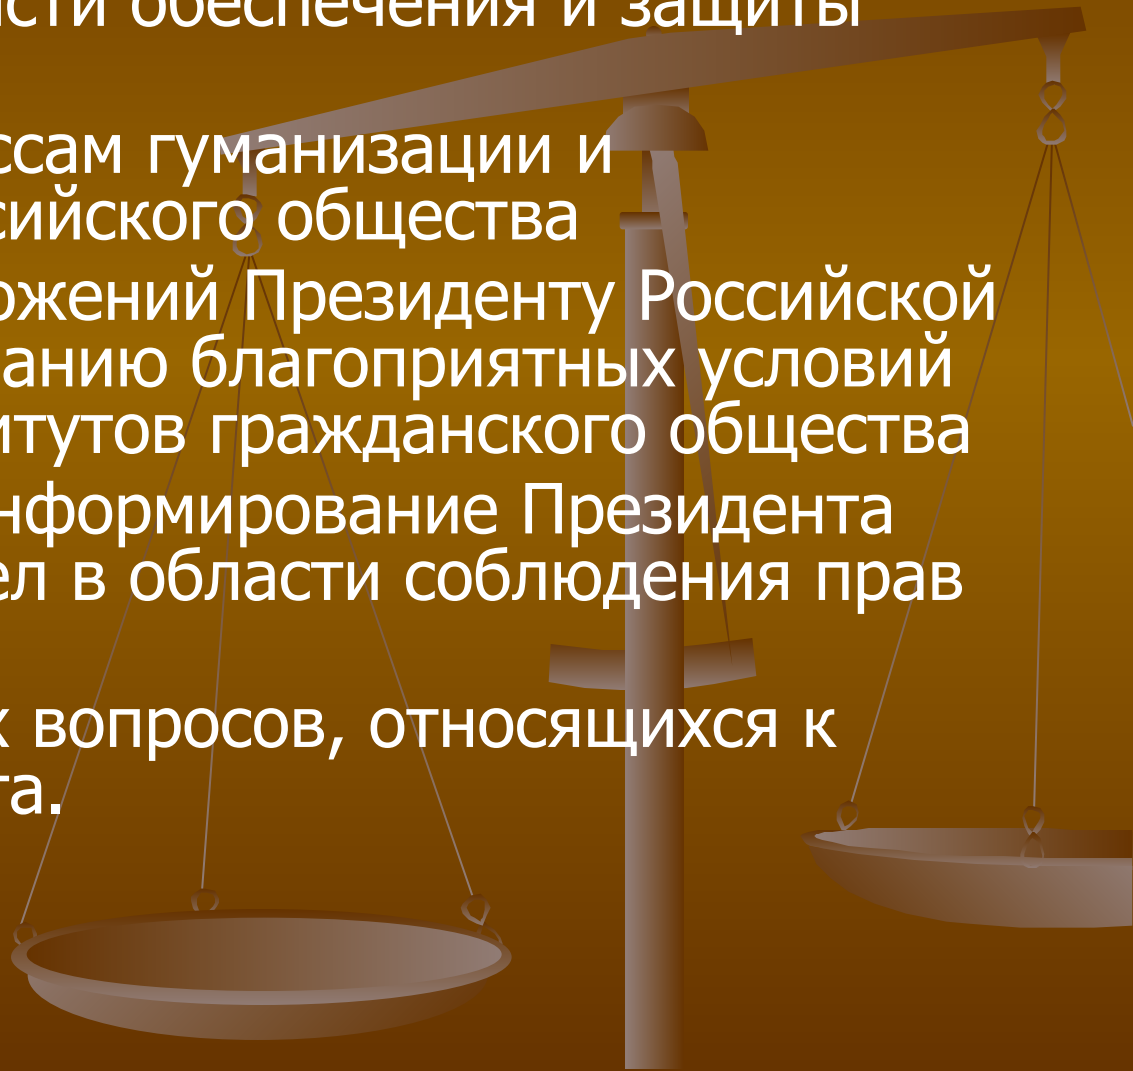 сти обеспечения и защиты
ссам гуманизации и
сийского общества
ожений Президенту Российской
анию благоприятных условий
итутов гражданского общества
нформирование Президента
ел в области соблюдения прав
х вопросов, относящихся к
та.